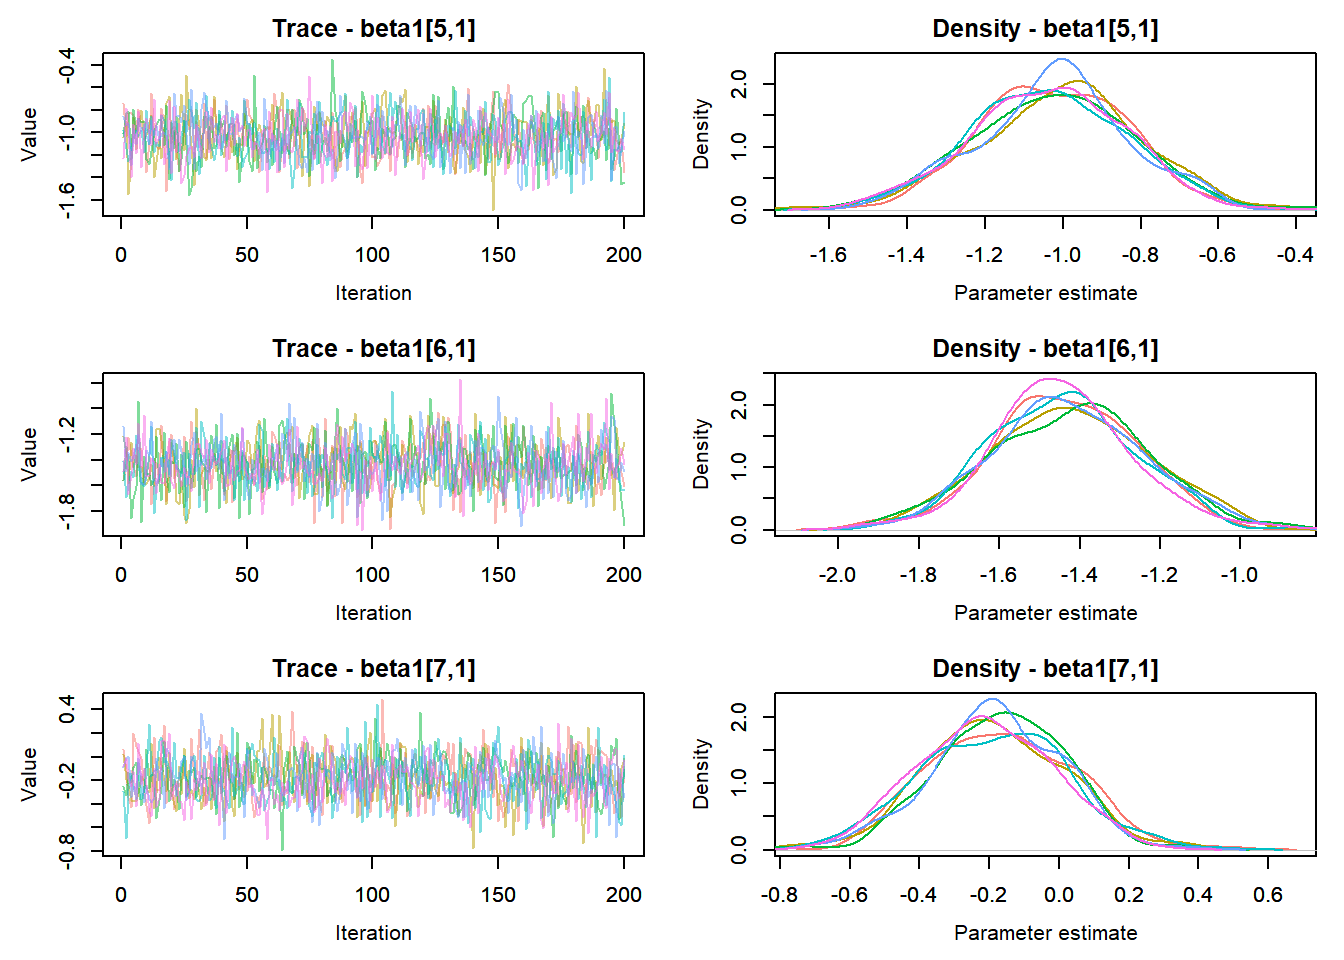 Trace - beta1[5,1]
Value
-0.4
-1.0
-1.6
0 50 100 150 200
Iteration
Density - beta1[5,1]
Density
2.0
1.0
0.0
-1.6 -1.4 -1.2 -1.0 -0.8 -0.6 -0.4
Parameter estimate
Trace - beta1[6,1]
Value
-1.2
-1.8
0 50 100 150 200
Iteration
Density - beta1[6,1]
Density
2.0
1.0
0.0
-2.0 -1.8 -1.6 -1.4 -1.2 -1.0
Parameter estimate
Trace - beta1[7,1]
Value
0.4
-0.2
-0.8
0 50 100 150 200
Iteration
Density - beta1[7,1]
Density
2.0
1.0
0.0
-0.8 -0.6 -0.4 -0.2 0.0 0.2 0.4 0.6
Parameter estimate